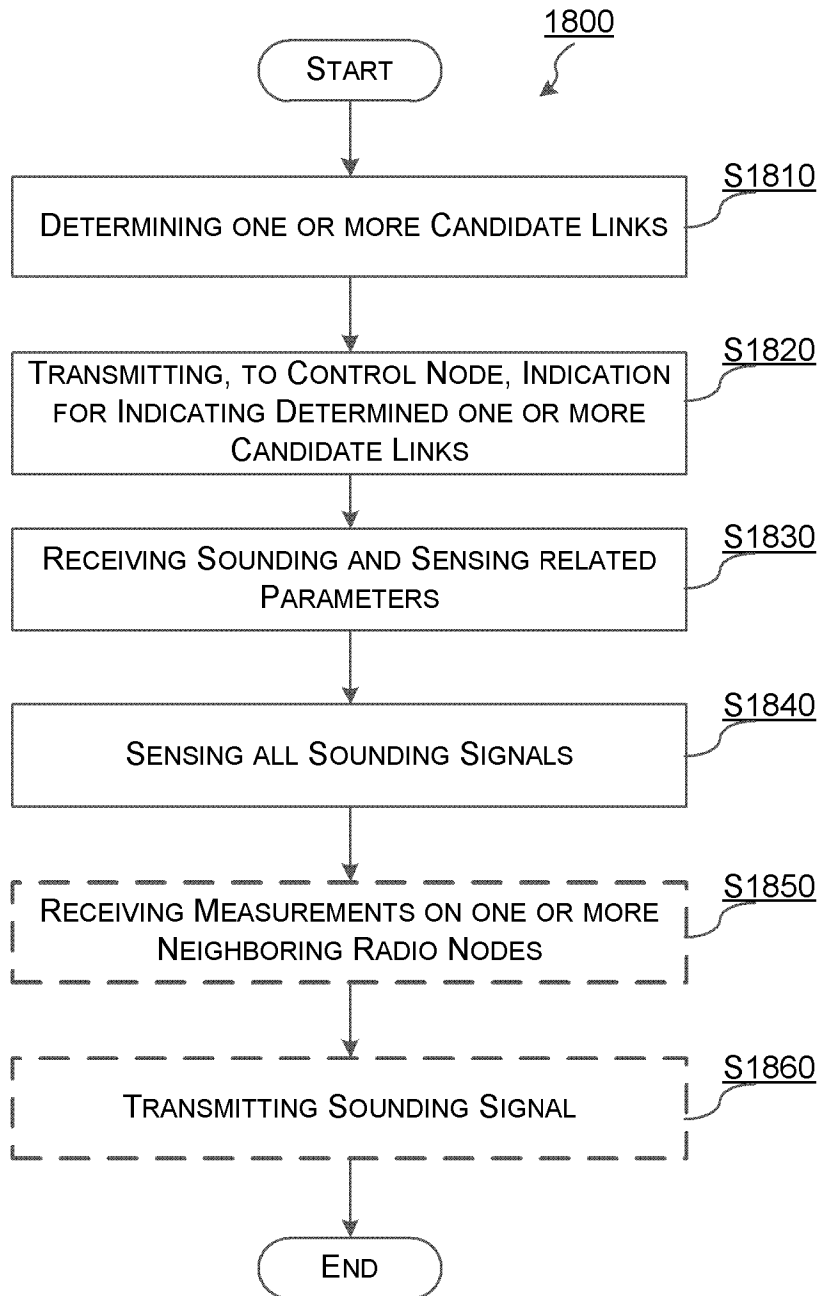 1800
START
S1810
DETERMINING ONE OR MORE CANDIDATE LINKS
S1820
TRANSMITTING, TO CONTROL NODE, INDICATION
FOR INDICATING DETERMINED ONE OR MORE
CANDIDATE LINKS
S1830
RECEIVING SOUNDING AND SENSING RELATED
PARAMETERS
S1840
SENSING ALL SOUNDING SIGNALS
S1850
RECEIVING MEASUREMENTS ON ONE OR MORE
NEIGHBORING RADIO NODES
S1860
TRANSMITTING SOUNDING SIGNAL
END